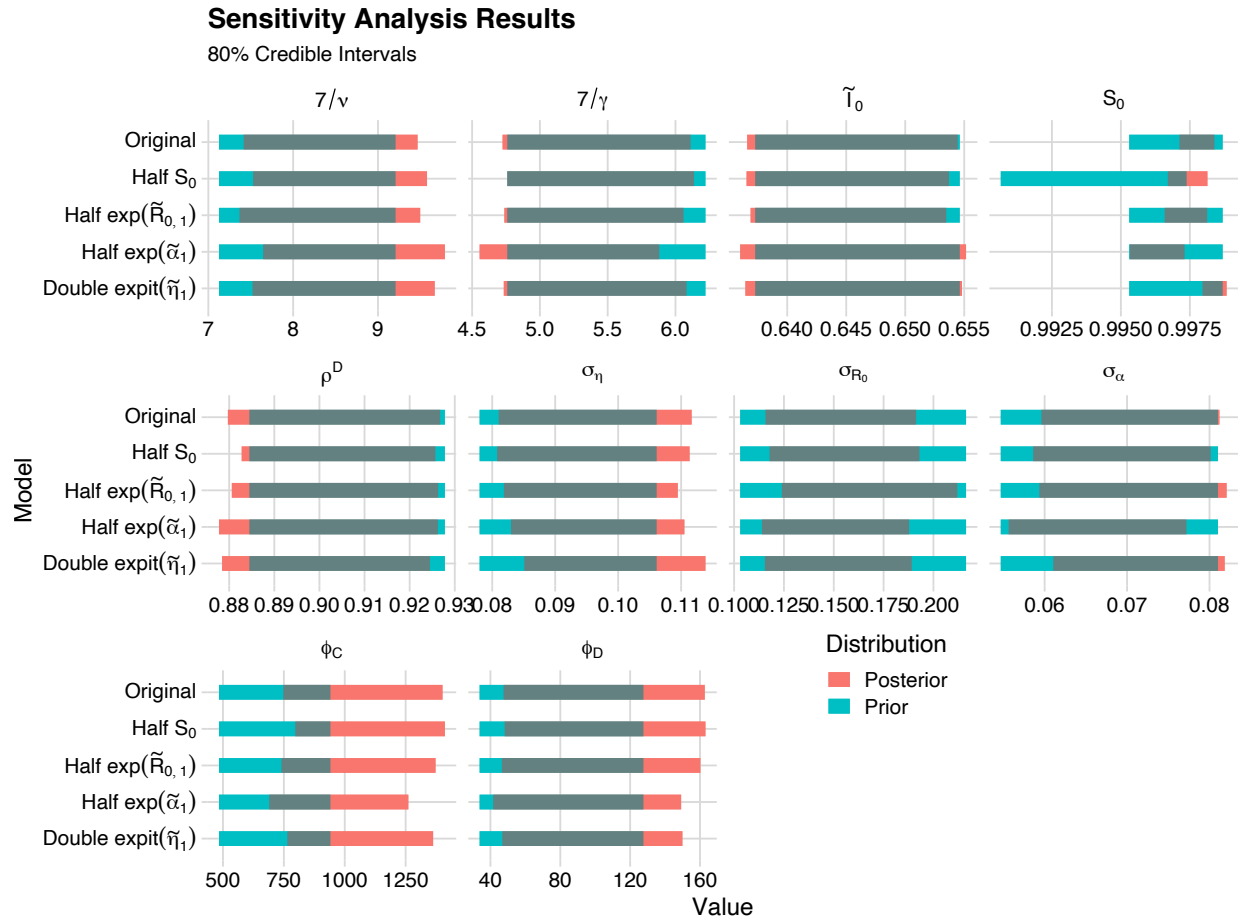 Sensitivity Analysis Results
80% Credible Intervals
7/ν 7/γ Ĩ₀ S₀
Original
Half S₀
Half exp(R̃₀,₁)
Half exp(α̃₁)
Double expit(η̃₁)
7 8 9 4.5 5.0 5.5 6.0 0.640 0.645 0.650 0.655 0.9925 0.9950 0.9975
ρᴰ σ_η σ_R₀ σ_α
Original
Half S₀
Half exp(R̃₀,₁)
Half exp(α̃₁)
Double expit(η̃₁)
0.88 0.89 0.90 0.91 0.92 0.93 0.08 0.09 0.10 0.11 0.100 0.125 0.150 0.175 0.200 0.06 0.07 0.08
Model
ϕ_C ϕ_D
Original
Half S₀
Half exp(R̃₀,₁)
Half exp(α̃₁)
Double expit(η̃₁)
500 750 1000 1250 40 80 120 160
Value
Distribution
Posterior
Prior